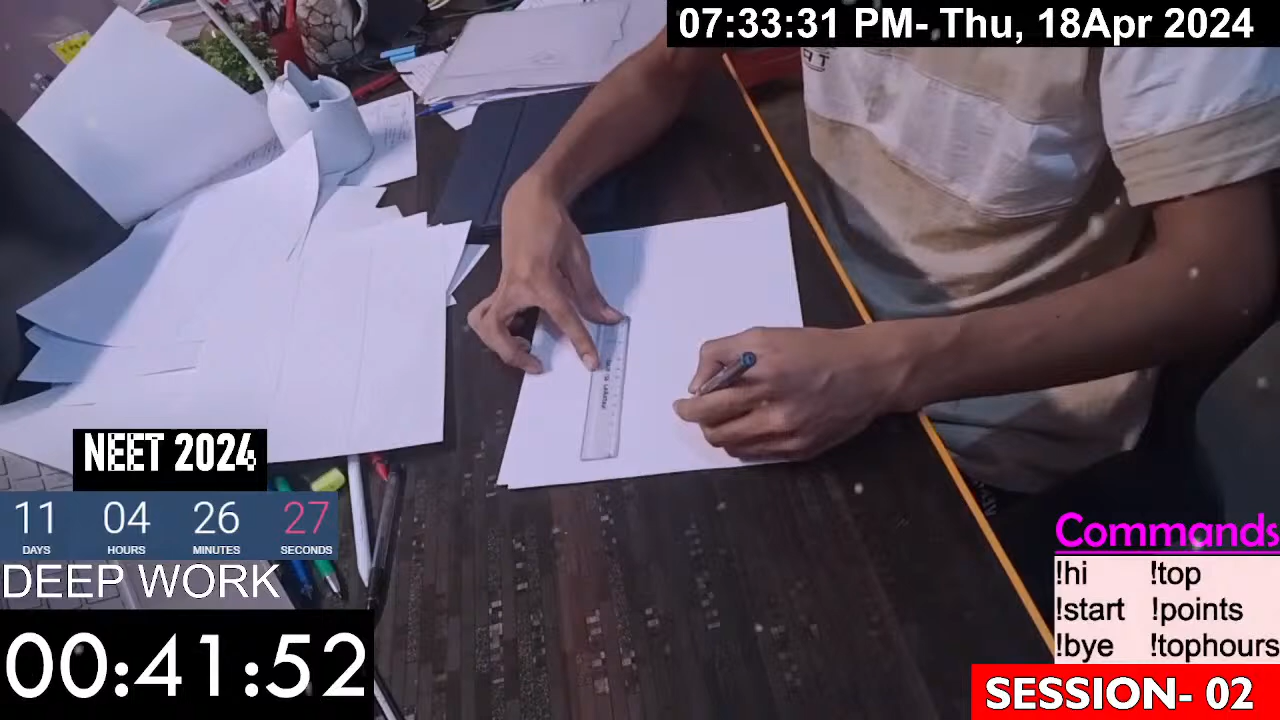 07:33:31 PM- Thu, 18Apr 2024
NEET 2024
11 04 26 27
DAYS HOURS MINUTES SECONDS
DEEP WORK
00:41:52
Commands
!hi !top
!start !points
!bye !tophours
SESSION- 02